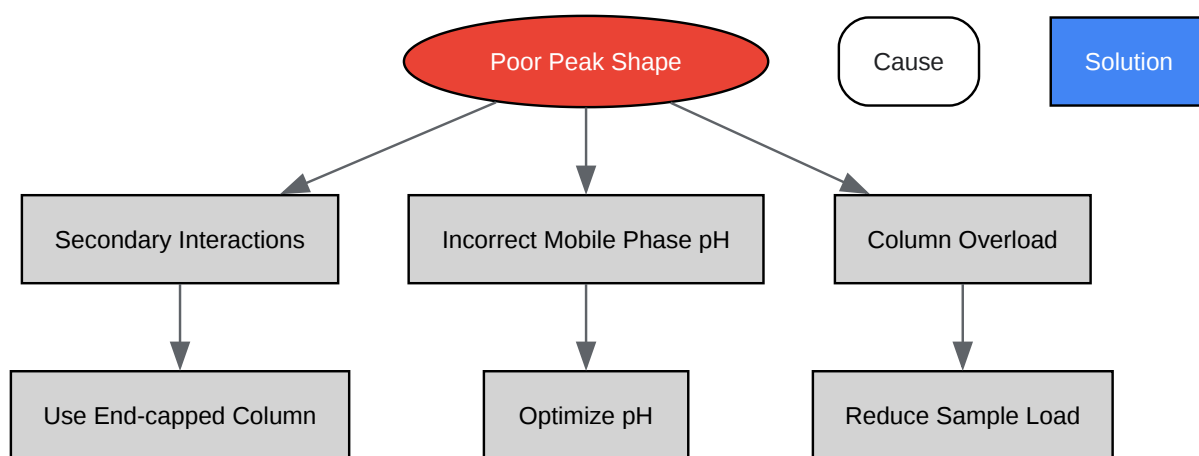 Poor Peak Shape
Cause
Solution
Secondary Interactions
Incorrect Mobile Phase pH
Column Overload
Use End-capped Column
Optimize pH
Reduce Sample Load